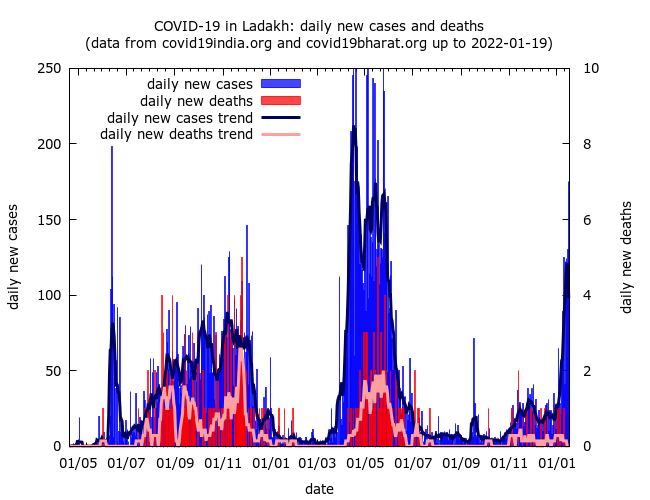 COVID-19 in Ladakh: daily new cases and deaths
(data from covid19india.org and covid19bharat.org up to 2022-01-19)
daily new cases
daily new deaths
daily new cases trend
daily new deaths trend
250
200
150
100
50
0
10
8
6
4
2
0
daily new cases
daily new deaths
01/05 01/07 01/09 01/11 01/01 01/03 01/05 01/07 01/09 01/11 01/01
date